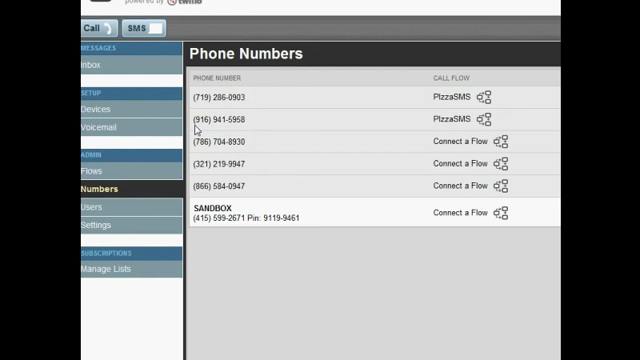 powered by twilio
Call SMS
MESSAGES
Inbox
SETUP
Devices
Voicemail
ADMIN
Flows
Numbers
Users
Settings
SUBSCRIPTIONS
Manage Lists
Phone Numbers
PHONE NUMBER CALL FLOW
(719) 286-0903 PIzzaSMS
(916) 941-5958 PIzzaSMS
(786) 704-8930 Connect a Flow
(321) 219-9947 Connect a Flow
(866) 584-0947 Connect a Flow
SANDBOX
(415) 599-2671 Pin: 9119-9461 Connect a Flow